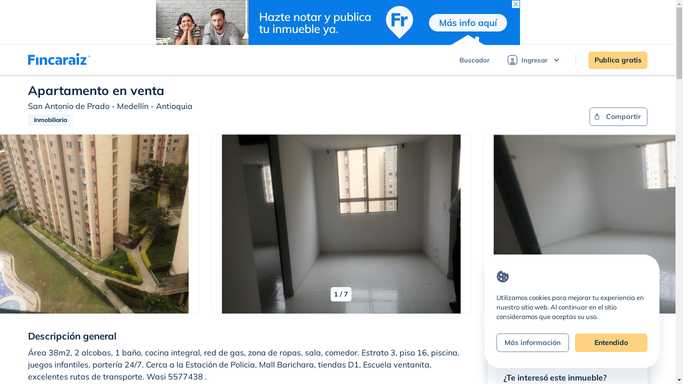 Hazte notar y publica
tu inmueble ya.
Fr
Más info aquí
Fincaraiz
Buscador
Ingresar
Publica gratis
Apartamento en venta
San Antonio de Prado - Medellín - Antioquia
Inmobiliaria
Compartir
1 / 7
Utilizamos cookies para mejorar tu experiencia en
nuestro sitio web. Al continuar en el sitio
consideramos que aceptas su uso.
Más información
Entendido
Descripción general
Área 38m2, 2 alcobas, 1 baño, cocina integral, red de gas, zona de ropas, sala, comedor. Estrato 3, piso 16, piscina,
juegos infantiles, portería 24/7. Cerca a la Estación de Policia, Mall Barichara, tiendas D1, Escuela ventanita,
excelentes rutas de transporte. Wasi 5577438 .
¿Te interesó este inmueble?